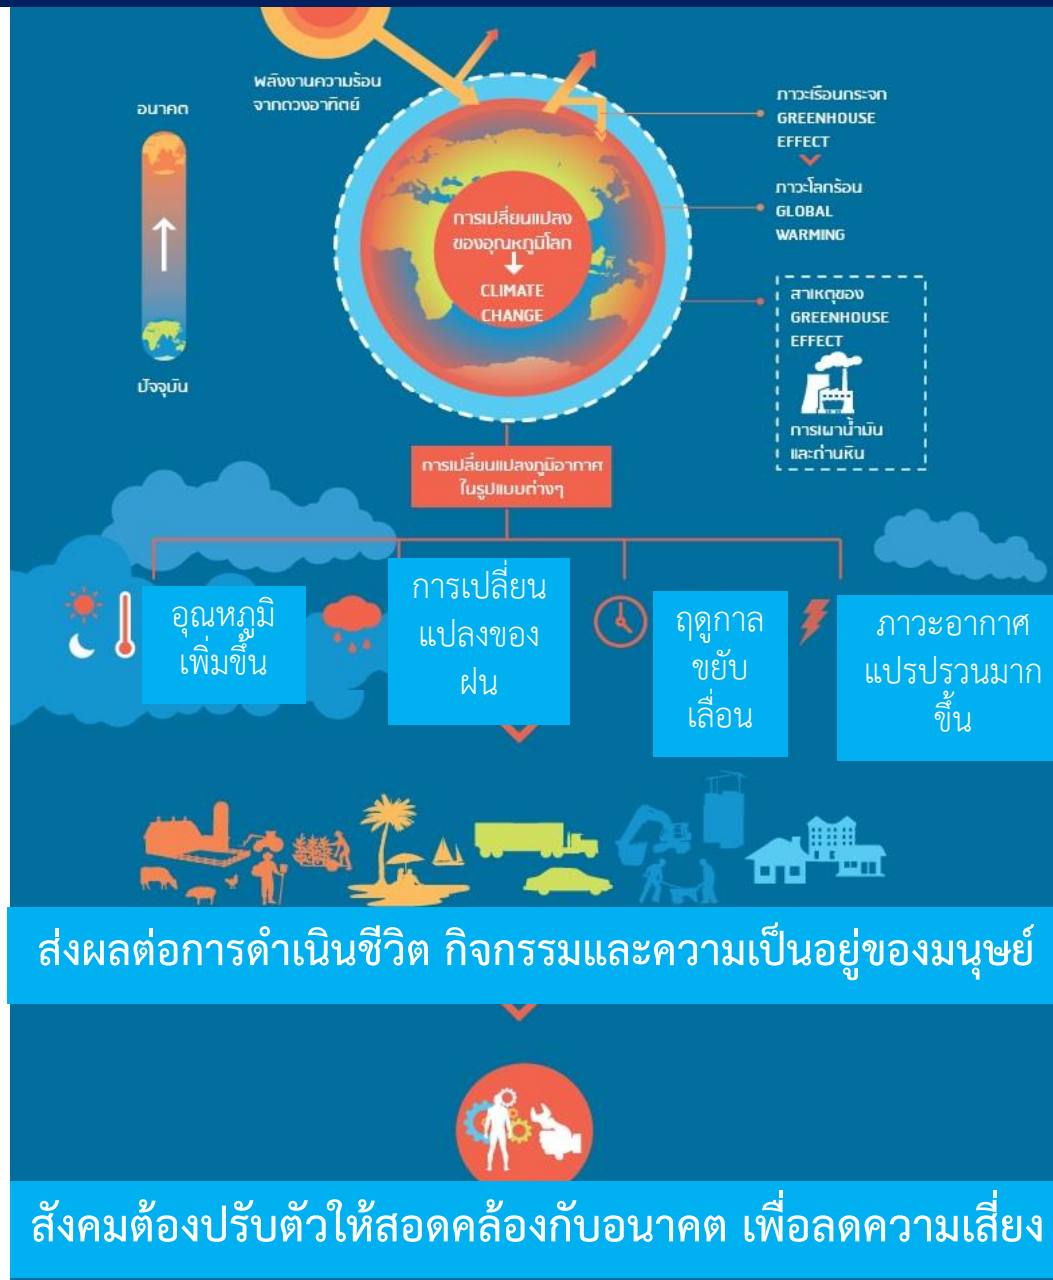 พลังงานความร้อน
จากดวงอาทิตย์
อนาคต
ปัจจุบัน
การเปลี่ยนแปลง
ของอุณหภูมิโลก
CLIMATE
CHANGE
ภาวะเรือนกระจก
GREENHOUSE
EFFECT
ภาวะโลกร้อน
GLOBAL
WARMING
สาเหตุของ
GREENHOUSE
EFFECT
การเผาน้ำมัน
และถ่านหิน
การเปลี่ยนแปลงภูมิอากาศ
ในรูปแบบต่างๆ
อุณหภูมิ
เพิ่มขึ้น
การเปลี่ยน
แปลงของ
ฝน
ฤดูกาล
ขยับ
เลื่อน
ภาวะอากาศ
แปรปรวนมาก
ขึ้น
ส่งผลต่อการดำเนินชีวิต กิจกรรมและความเป็นอยู่ของมนุษย์
สังคมต้องปรับตัวให้สอดคล้องกับอนาคต เพื่อลดความเสี่ยง